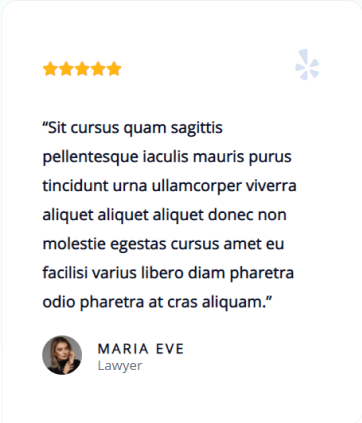 “Sit cursus quam sagittis
pellentesque iaculis mauris purus
tincidunt urna ullamcorper viverra
aliquet aliquet aliquet donec non
molestie egestas cursus amet eu
facilisi varius libero diam pharetra
odio pharetra at cras aliquam.”
MARIA EVE
Lawyer